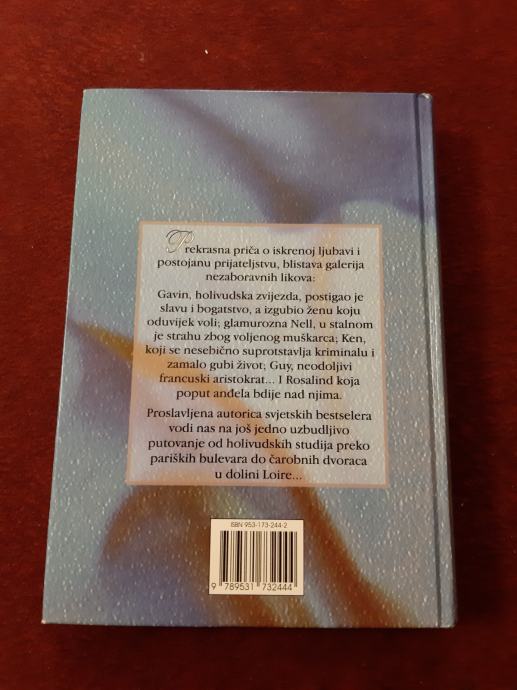 Prekrasna priča o iskrenoj ljubavi i
postojanu prijateljstvu, blistava galerija
nezaboravnih likova:
Gavin, holivudska zvijezda, postigao je
slavu i bogatstvo, a izgubio ženu koju
oduvijek voli; glamurozna Nell, u stalnom
je strahu zbog voljenog muškarca; Ken,
koji se nesebično suprotstavlja kriminalu i
zamalo gubi život; Guy, neodoljivi
francuski aristokrat... I Rosalind koja
poput anđela bdije nad njima.
Proslavljena autorica svjetskih bestselera
vodi nas na još jedno uzbudljivo
putovanje od holivudskih studija preko
pariških bulevara do čarobnih dvoraca
u dolini Loire...
ISBN 953-173-244-2
9 789531 732444